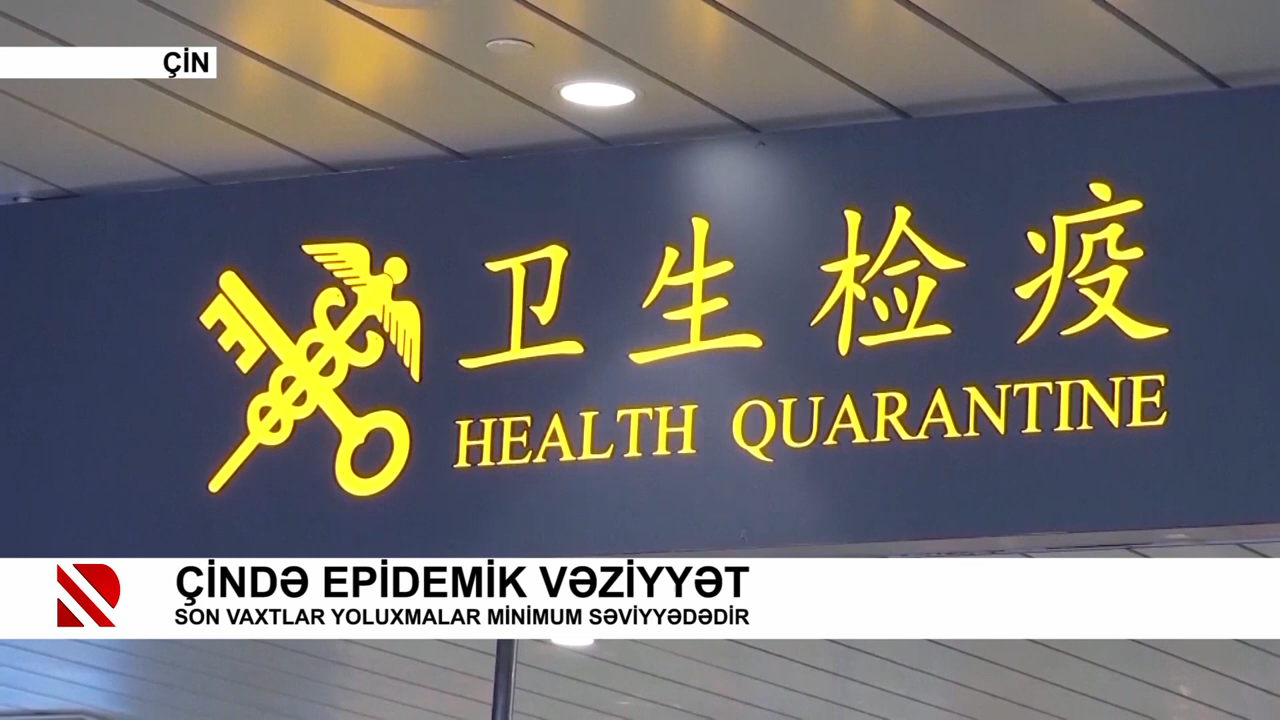 ÇİN
卫生检疫
HEALTH QUARANTINE
ÇİNDƏ EPİDEMİK VƏZİYYƏT
SON VAXTLAR YOLUXMALAR MİNİMUM SƏVİYYƏDƏDİR